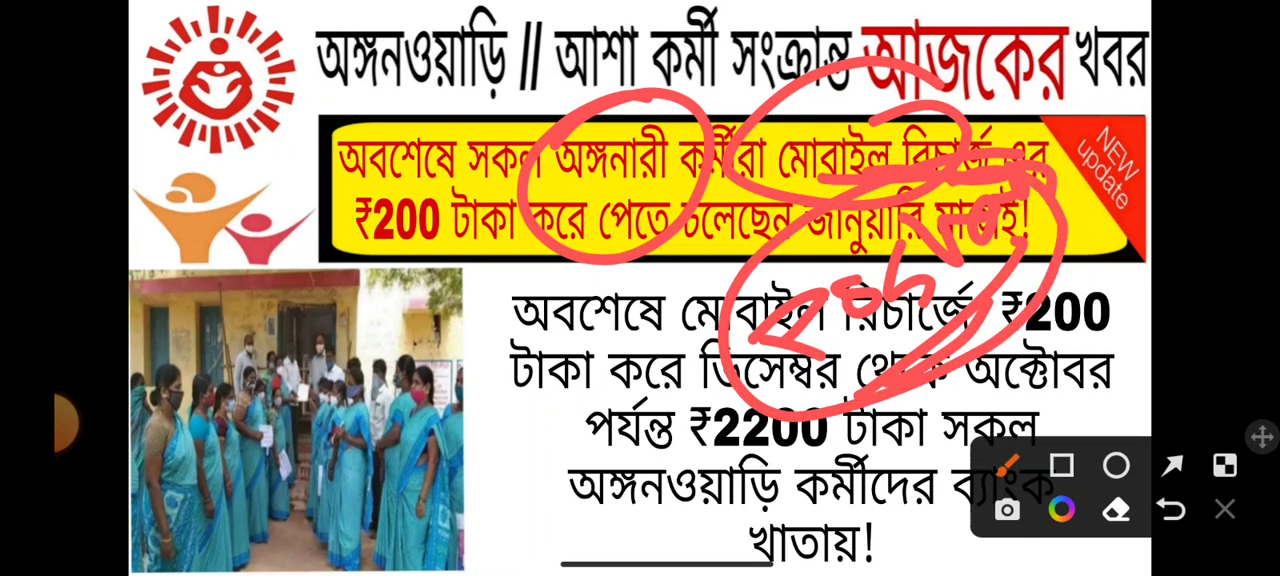 অঙ্গনওয়াড়ি // আশা কর্মী সংক্রান্ত আজকের খবর
অবশেষে সকল অঙ্গনারী কর্মীরা মোবাইল রিচার্জ এর
NEW
update
₹200 টাকা করে পেতে চলেছেন জানুয়ারি মাসেই!
অবশেষে মোবাইল রিচার্জে ₹200
টাকা করে ডিসেম্বর থেকে অক্টোবর
পর্যন্ত ₹2200 টাকা সকল
অঙ্গনওয়াড়ি কর্মীদের ব্যাংক
খাতায়!